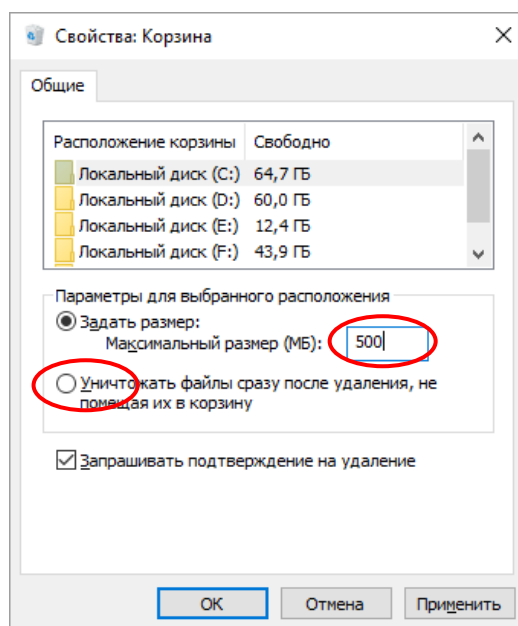 Свойства: Корзина
Общие
Расположение корзины Свободно
Локальный диск (C:) 64,7 ГБ
Локальный диск (D:) 60,0 ГБ
Локальный диск (E:) 12,4 ГБ
Локальный диск (F:) 43,9 ГБ
Параметры для выбранного расположения
Задать размер:
Максимальный размер (МБ): 500
Уничтожать файлы сразу после удаления, не
помещая их в корзину
Запрашивать подтверждение на удаление
ОК Отмена Применить